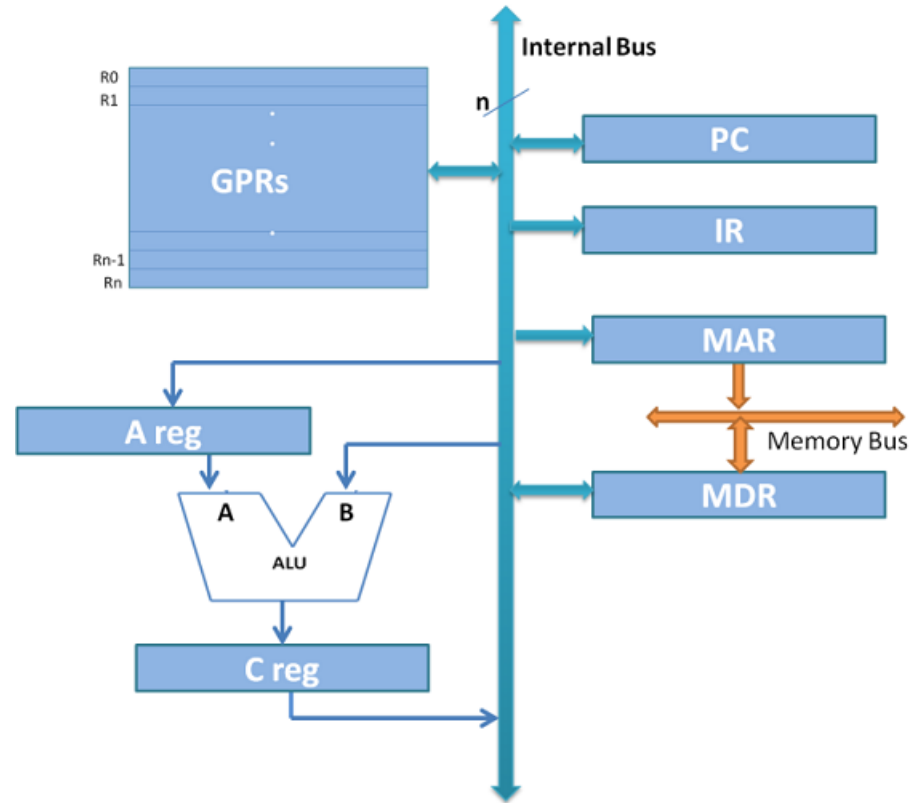 Internal Bus
R0
R1
n
PC
GPRs
IR
Rn-1
Rn
MAR
A reg
Memory Bus
MDR
A
B
ALU
C reg